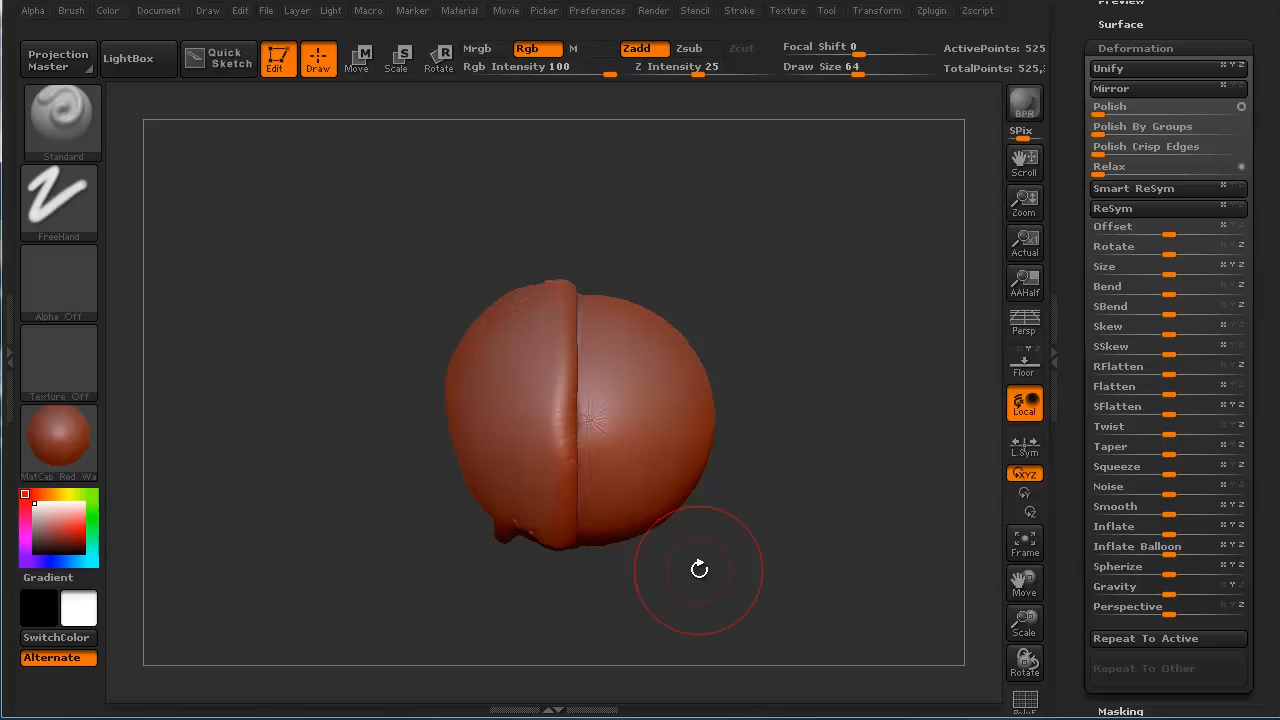 Alpha Brush Color Document Draw Edit File Layer Light Macro Marker Material Movie Picker Preferences Render Stencil Stroke Texture Tool Transform Zplugin Zscript
Projection Master
LightBox
Quick Sketch
Edit
Draw
Move
Scale
Rotate
Mrgb
Rgb
M
Rgb Intensity 100
Zadd
Zsub
Zcut
Z Intensity 25
Focal Shift 0
Draw Size 64
ActivePoints: 525
TotalPoints: 525,
Standard
FreeHand
Alpha Off
Texture Off
MatCap Red Wa
Gradient
SwitchColor
Alternate
BPR
SPix
Scroll
Zoom
Actual
AAHalf
Persp
Floor
Local
L.Sym
XYZ
Frame
Move
Scale
Rotate
Surface
Deformation
Unify
Mirror
Polish
Polish By Groups
Polish Crisp Edges
Relax
Smart ReSym
ReSym
Offset
Rotate
Size
Bend
SBend
Skew
SSkew
RFlatten
Flatten
SFlatten
Twist
Taper
Squeeze
Noise
Smooth
Inflate
Inflate Balloon
Spherize
Gravity
Perspective
Repeat To Active
Repeat To Other
Masking